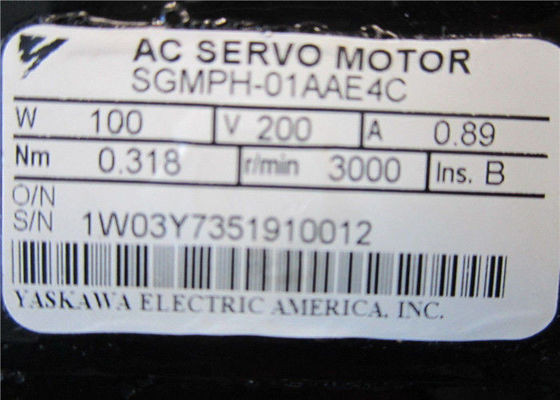 AC SERVO MOTOR
SGMPH-01AAE4C
W 100 V 200 A 0.89
Nm 0.318 r/min 3000 Ins. B
O/N
S/N 1W03Y7351910012
YASKAWA ELECTRIC AMERICA, INC.